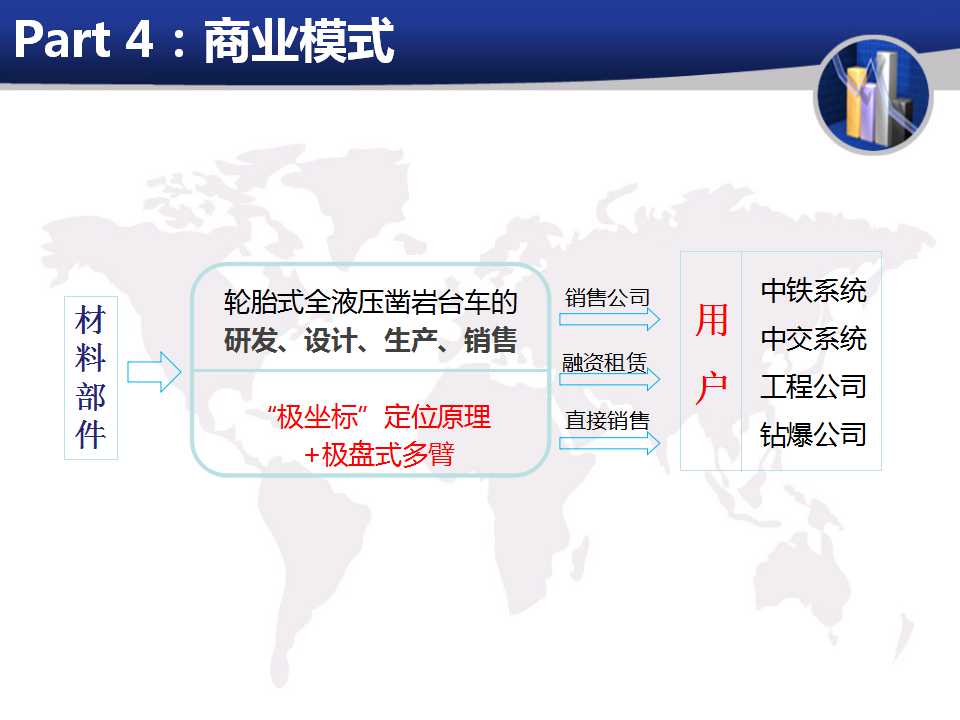 Part 4：商业模式
材料部件
轮胎式全液压凿岩台车的
研发、设计、生产、销售
“极坐标”定位原理
+极盘式多臂
销售公司
融资租赁
直接销售
用户
中铁系统
中交系统
工程公司
钻爆公司